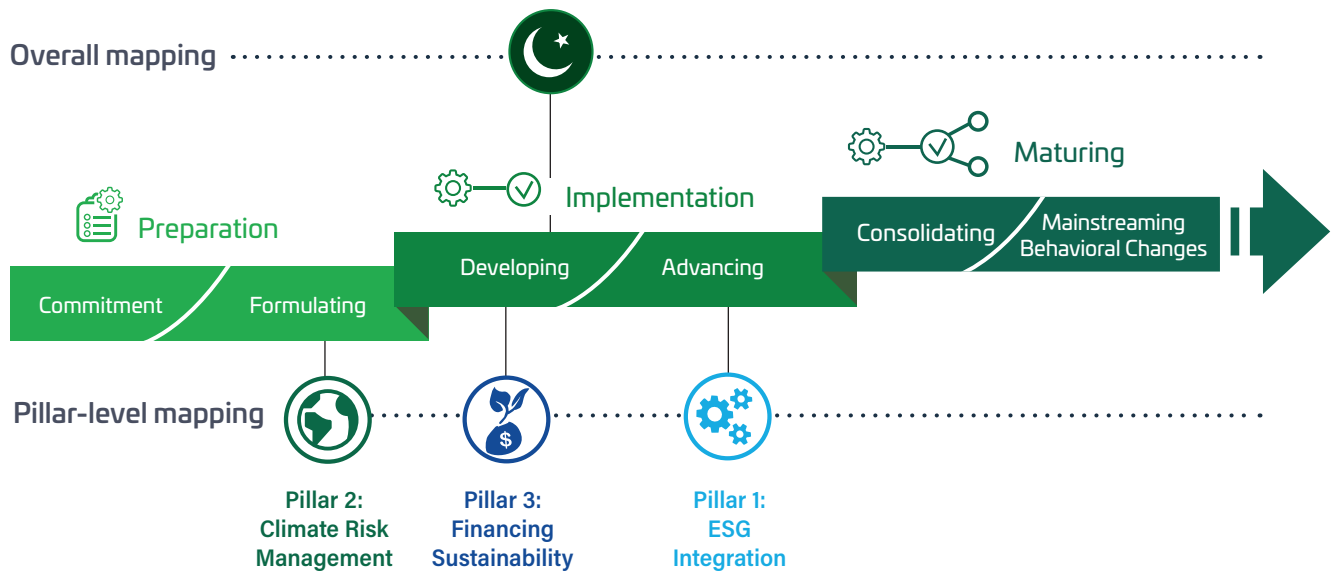 Overall mapping
Preparation
Implementation
Maturing
Commitment
Formulating
Developing
Advancing
Consolidating
Mainstreaming
Behavioral Changes
Pillar-level mapping
$
Pillar 2:
Climate Risk
Management
Pillar 3:
Financing
Sustainability
Pillar 1:
ESG
Integration